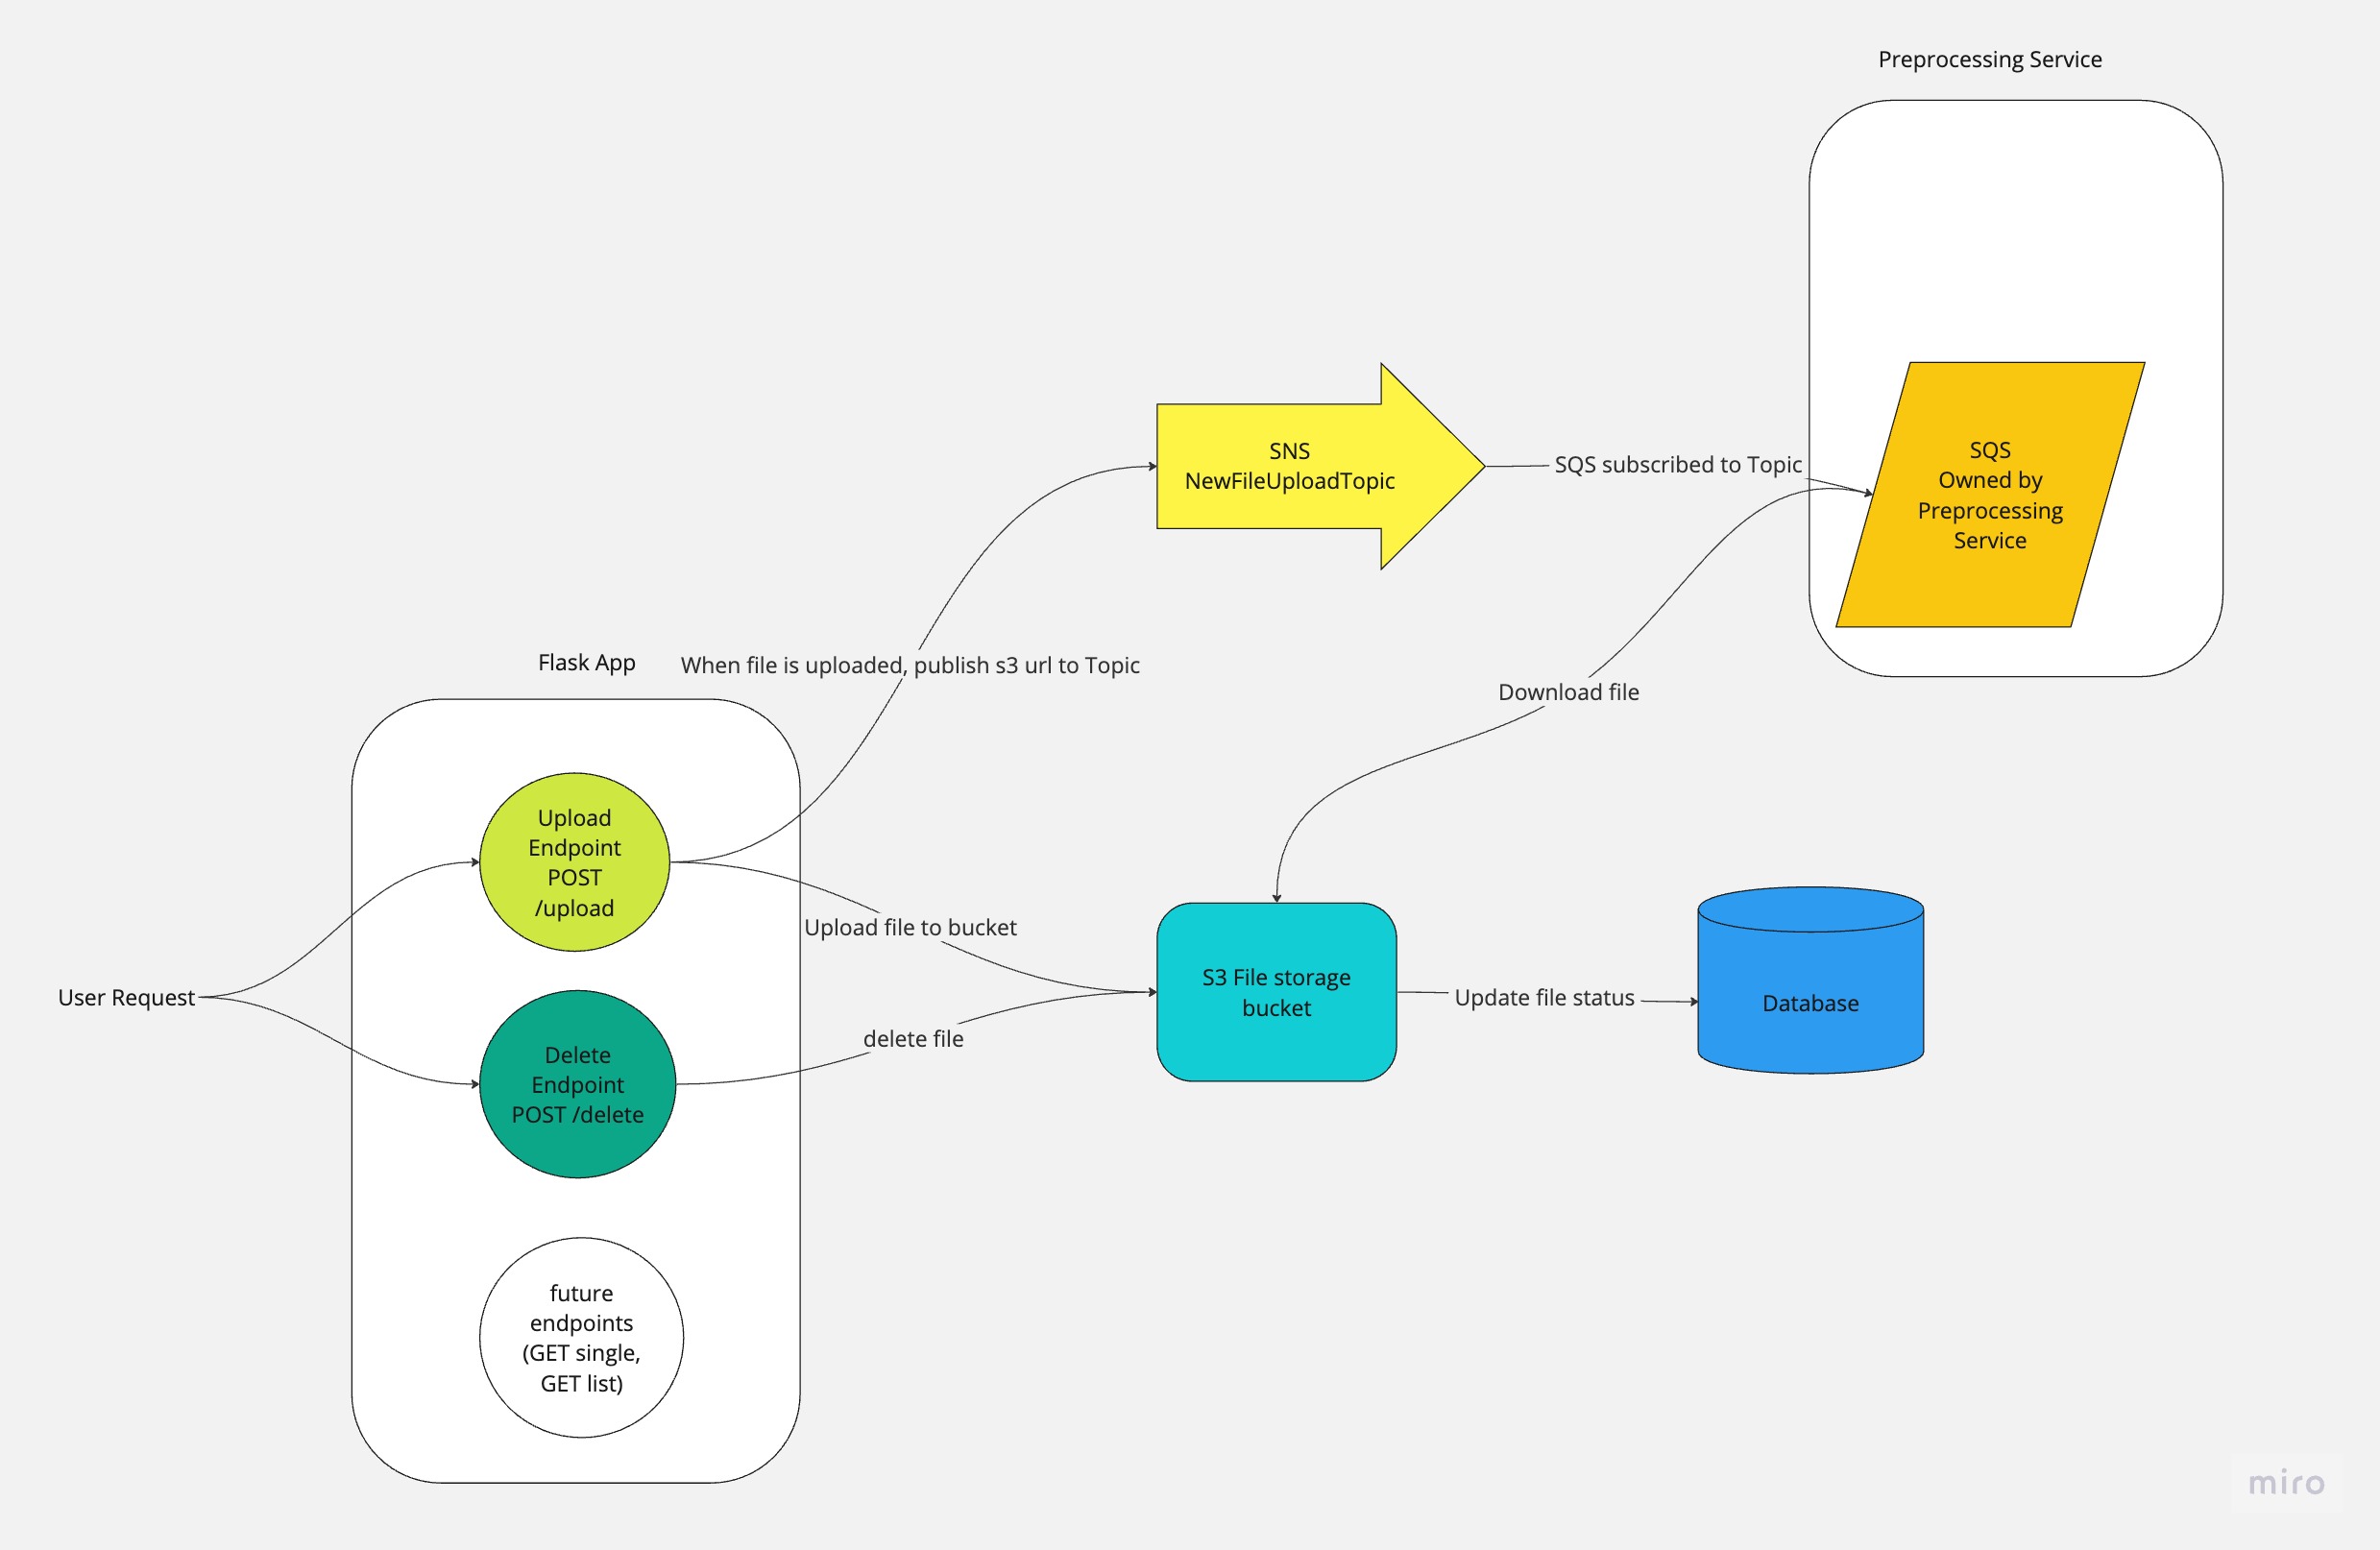 Preprocessing Service
SNS
NewFileUploadTopic
SQS subscribed to Topic
SQS
Owned by
Preprocessing
Service
Flask App
When file is uploaded, publish s3 url to Topic
Download file
Upload
Endpoint
POST
/upload
Upload file to bucket
User Request
S3 File storage
bucket
Update file status
Database
delete file
Delete
Endpoint
POST /delete
future
endpoints
(GET single,
GET list)
miro